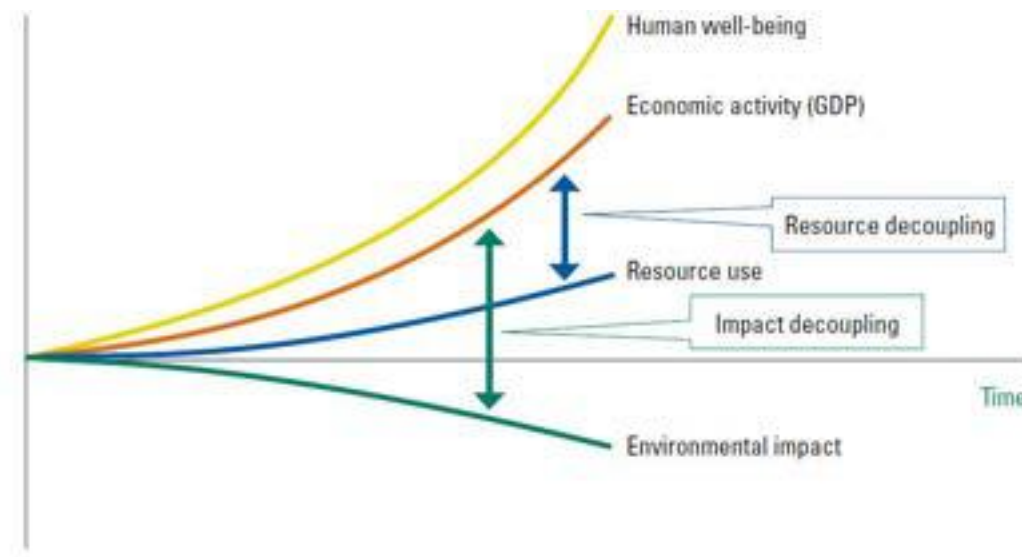 Human well-being
Economic activity (GDP)
Resource decoupling
Resource use
Impact decoupling
Time
Environmental impact